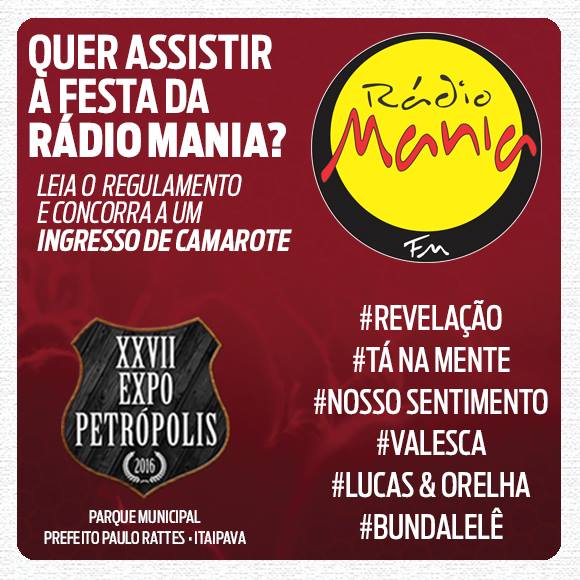 QUER ASSISTIR
A FESTA DA
RÁDIO MANIA?
LEIA O REGULAMENTO
E CONCORRA A UM
INGRESSO DE CAMAROTE
Rádio
Mania
FM
#REVELAÇÃO
#TÁ NA MENTE
#NOSSO SENTIMENTO
#VALESCA
#LUCAS & ORELHA
#BUNDALELÊ
XXVII
EXPO
PETRÓPOLIS
2016
PARQUE MUNICIPAL
PREFEITO PAULO RATTES • ITAIPAVA